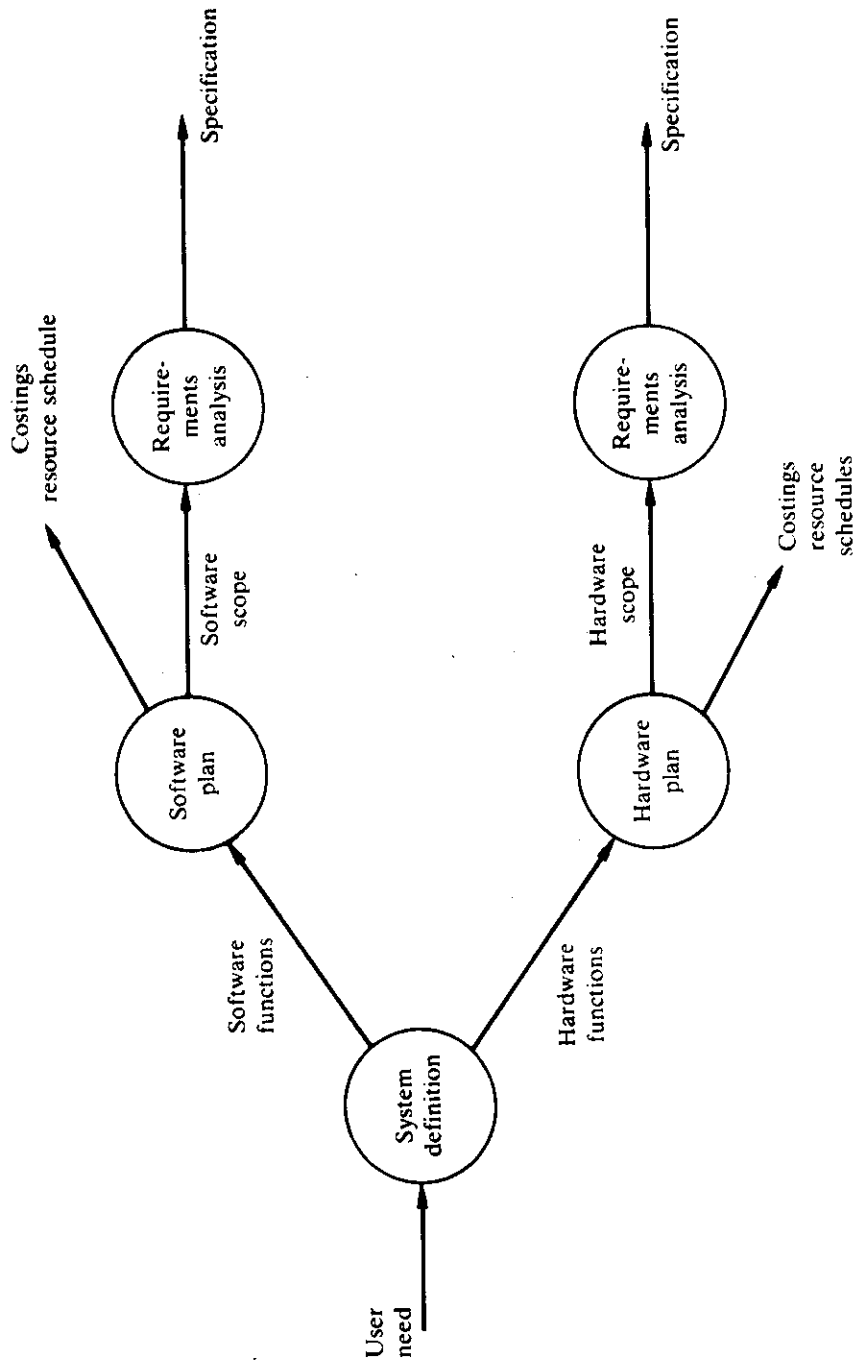 User
need
System
definition
Software
functions
Hardware
functions
Software
plan
Hardware
plan
Costings
resource schedule
Software
scope
Hardware
scope
Costings
resource
schedules
Require-
ments
analysis
Require-
ments
analysis
Specification
Specification